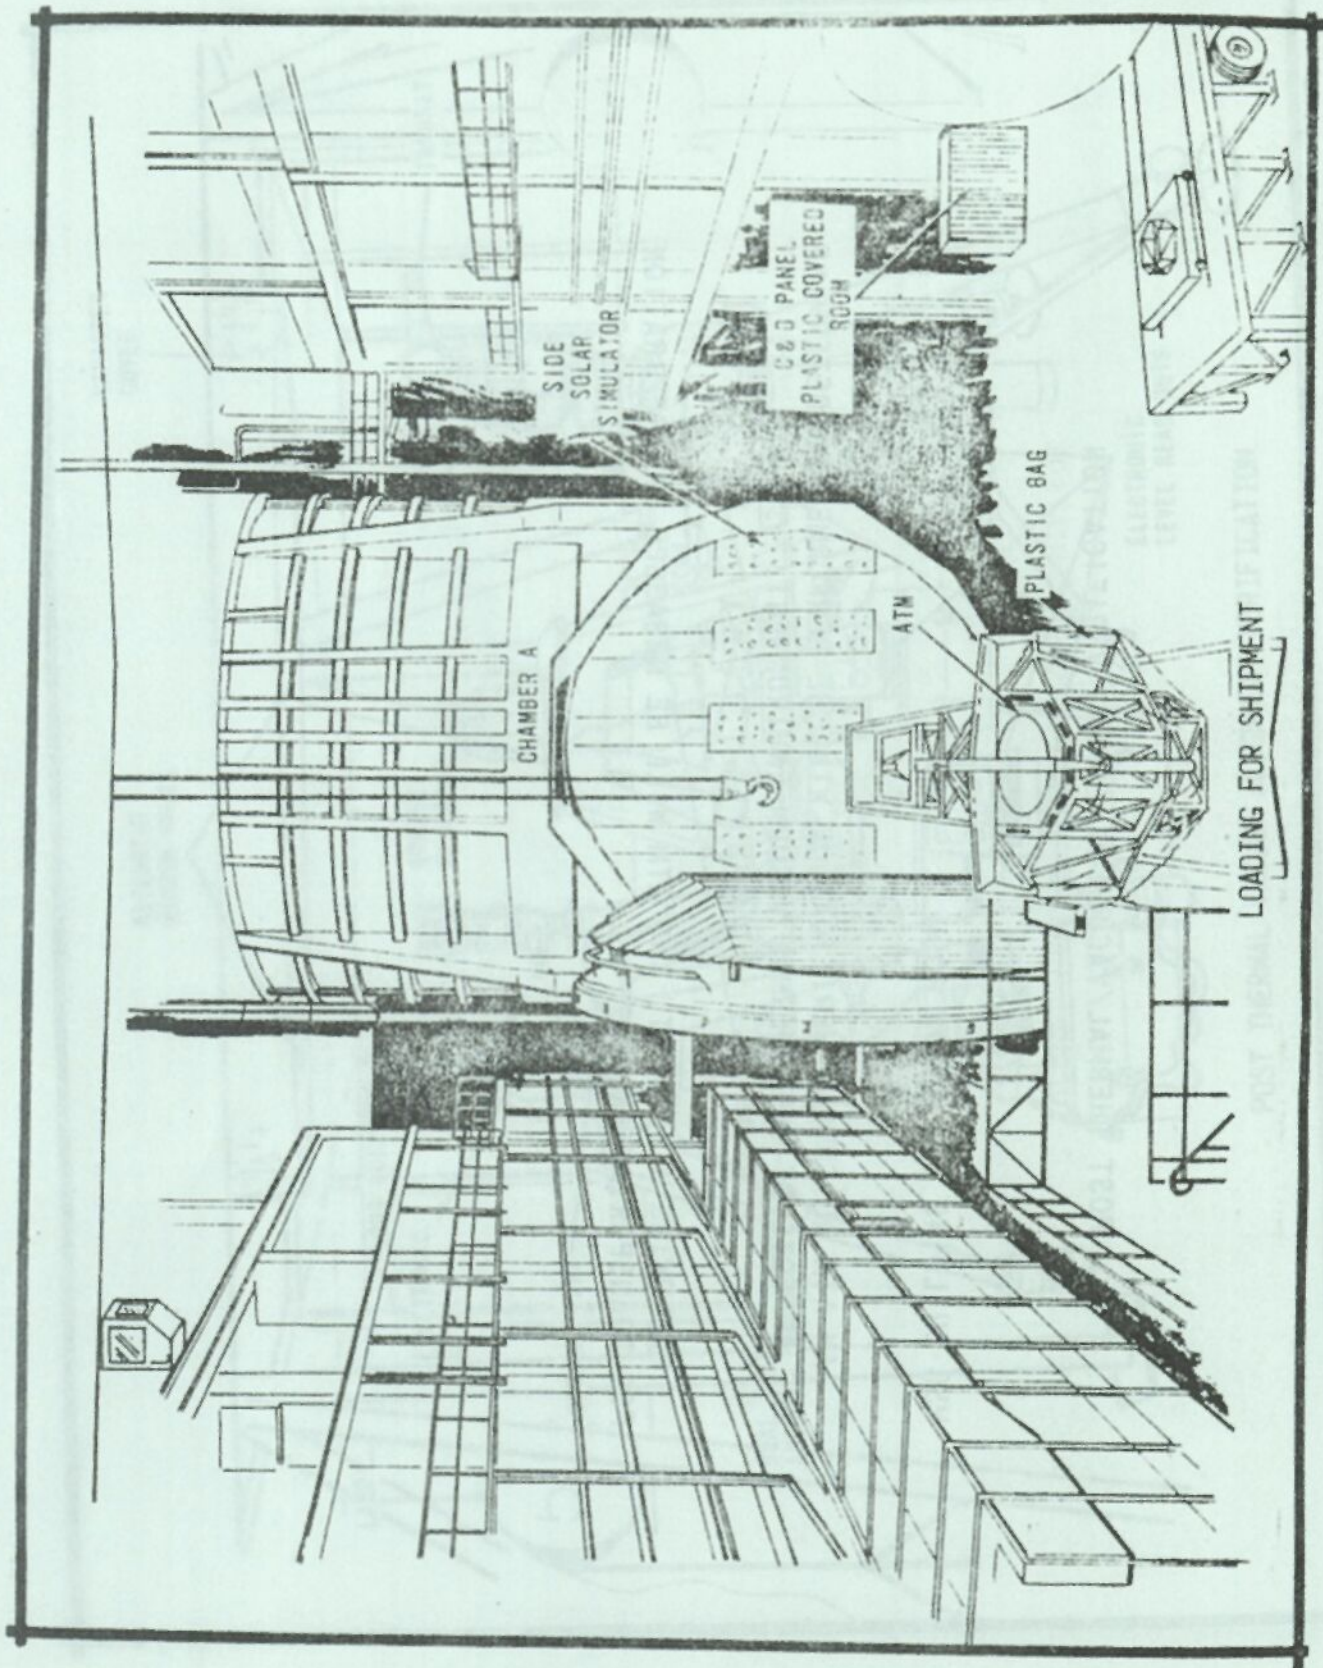 SIDE
SOLAR
SIMULATOR
C & D PANEL
PLASTIC COVERED
ROOM
CHAMBER A
PLASTIC BAG
ATM
LOADING FOR SHIPMENT